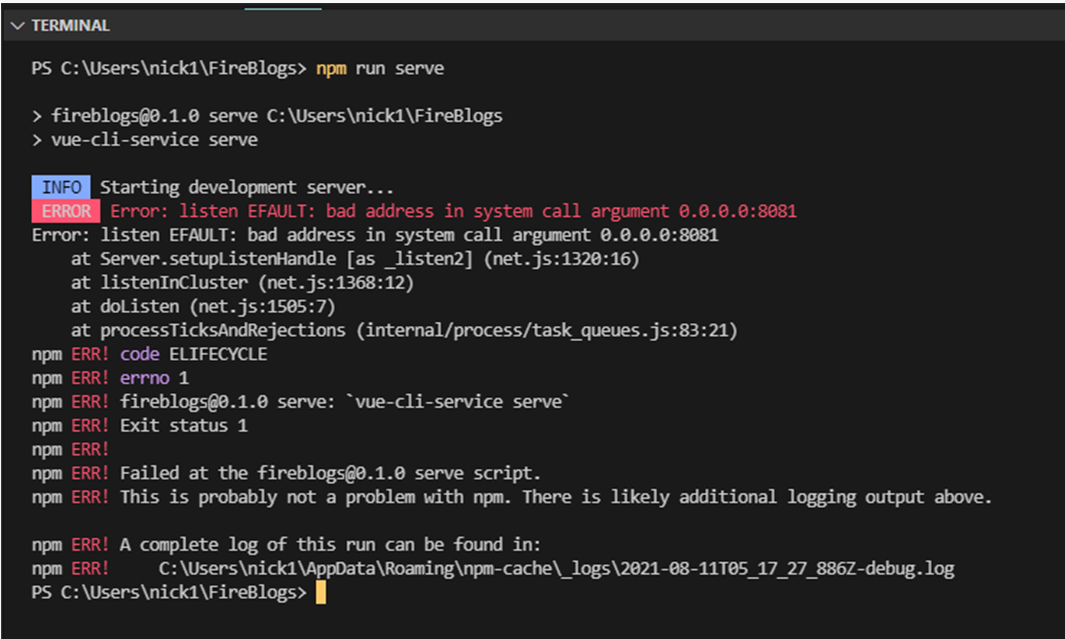 TERMINAL
PS C:\Users\nick1\FireBlogs> npm run serve
> fireblogs@0.1.0 serve C:\Users\nick1\FireBlogs
> vue-cli-service serve
INFO Starting development server...
ERROR Error: listen EFAULT: bad address in system call argument 0.0.0.0:8081
Error: listen EFAULT: bad address in system call argument 0.0.0.0:8081
at Server.setupListenHandle [as _listen2] (net.js:1320:16)
at listenInCluster (net.js:1368:12)
at doListen (net.js:1505:7)
at processTicksAndRejections (internal/process/task_queues.js:83:21)
npm ERR! code ELIFECYCLE
npm ERR! errno 1
npm ERR! fireblogs@0.1.0 serve: `vue-cli-service serve`
npm ERR! Exit status 1
npm ERR!
npm ERR! Failed at the fireblogs@0.1.0 serve script.
npm ERR! This is probably not a problem with npm. There is likely additional logging output above.
npm ERR! A complete log of this run can be found in:
npm ERR! C:\Users\nick1\AppData\Roaming\npm-cache\_logs\2021-08-11T05_17_27_886Z-debug.log
PS C:\Users\nick1\FireBlogs>